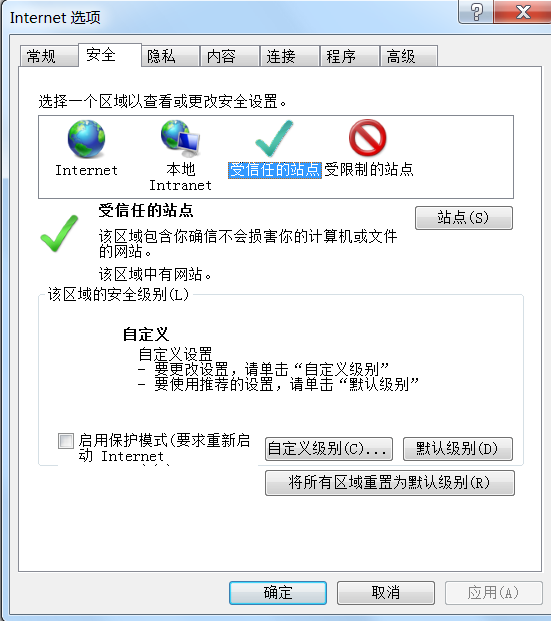 Internet 选项
常规 安全 隐私 内容 连接 程序 高级
选择一个区域以查看或更改安全设置。
Internet 本地 受信任的站点 受限制的站点
Intranet
受信任的站点
站点(S)
该区域包含你确信不会损害你的计算机或文件
的网站。
该区域中有网站。
该区域的安全级别(L)
自定义
自定义设置
- 要更改设置，请单击“自定义级别”
- 要使用推荐的设置，请单击“默认级别”
启用保护模式(要求重新启
动 Internet
自定义级别(C)... 默认级别(D)
将所有区域重置为默认级别(R)
确定 取消 应用(A)